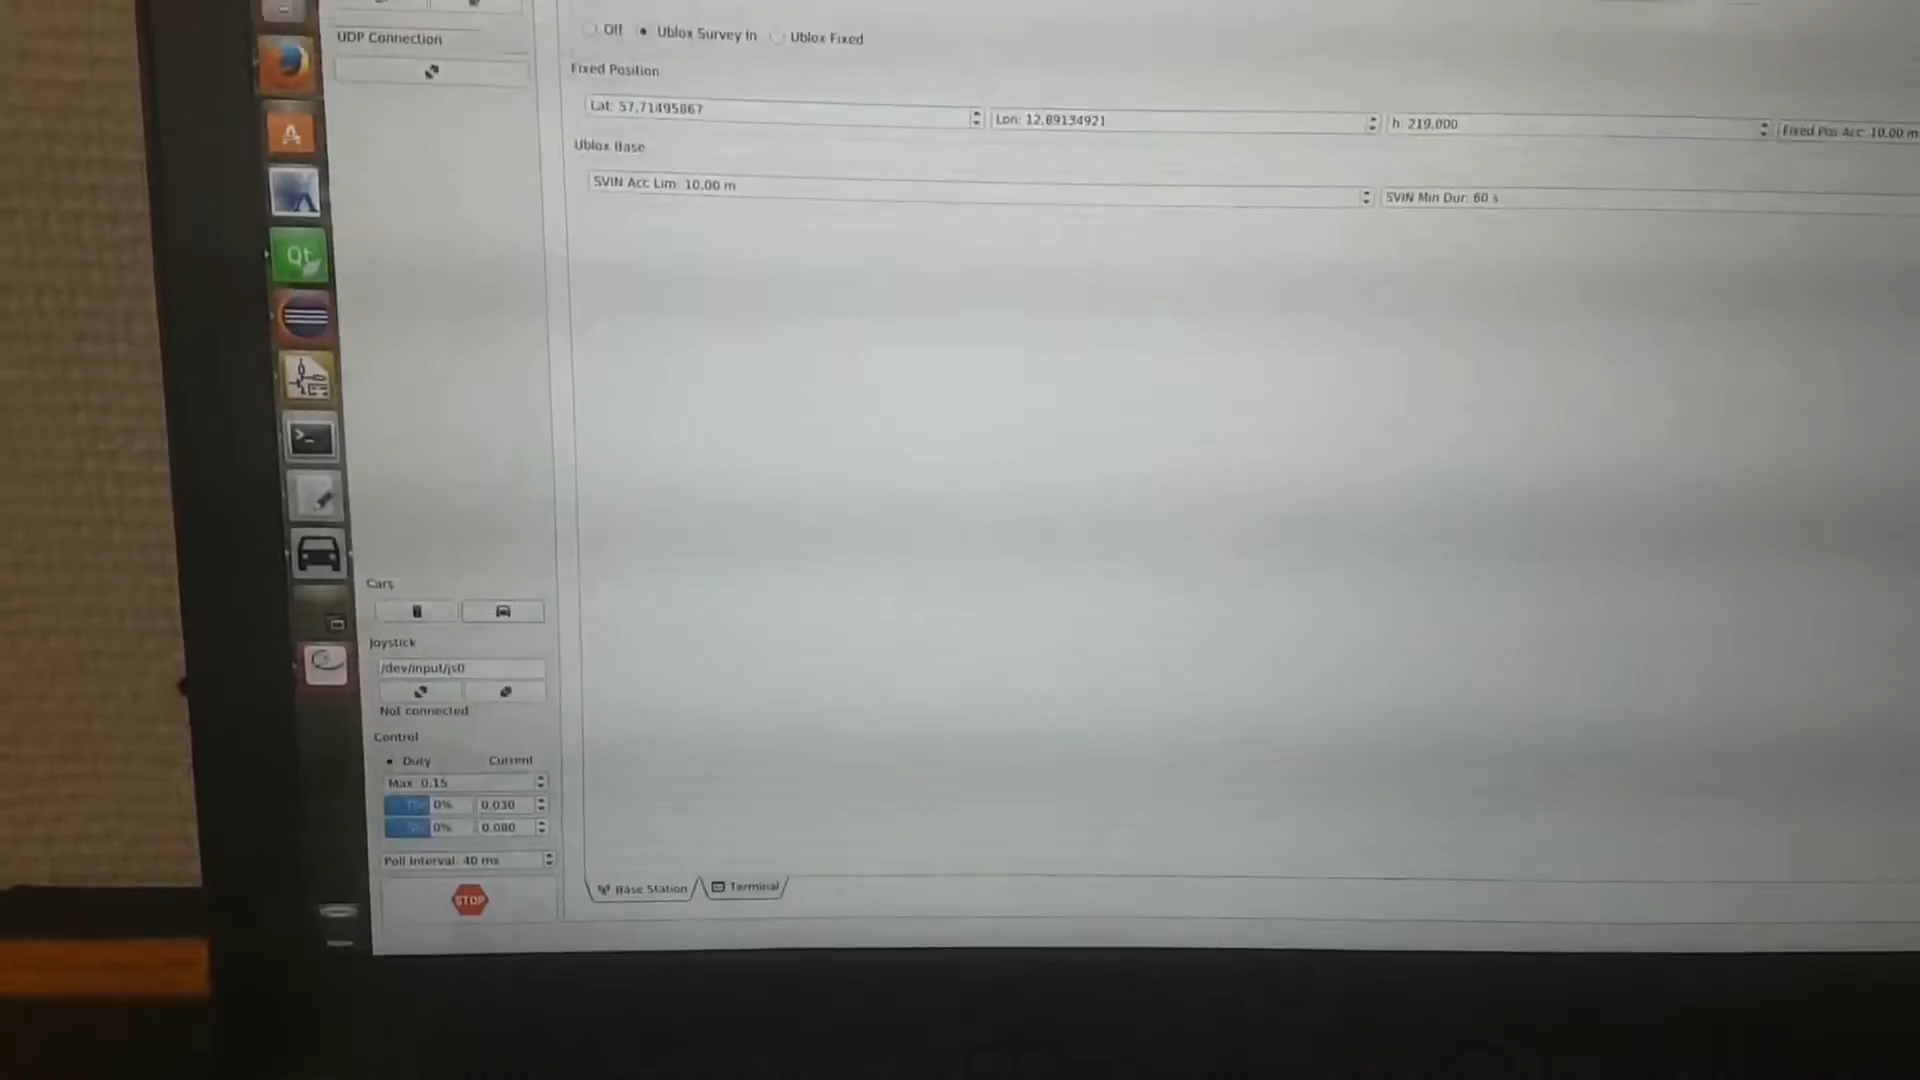 UDP Connection
Off
Ublox Survey In
Ublox Fixed
Fixed Position
Lat: 57,71495867
Lon: 12,89134921
h: 219,000
Fixed Pos Acc: 10,00 m
Ublox Base
SVIN Acc Lim: 10,00 m
SVIN Min Dur: 60 s
Qt
Cars
Joystick
/dev/input/js0
Not connected
Control
Duty
Current
Max 0,15
0%
0,030
0%
0,080
Poll Interval: 40 ms
STOP
Base Station
Terminal